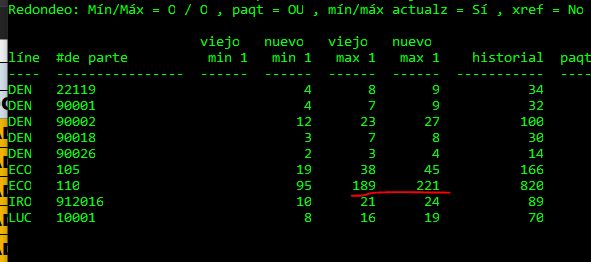 Redondeo: Mín/Máx = O / O , paqt = OU , mín/máx actualz = Sí , xref = No
viejo nuevo viejo nuevo
líne #de parte min 1 min 1 max 1 max 1 historial paqt
DEN 22119 4 8 9 34
DEN 90001 4 7 9 32
DEN 90002 12 23 27 100
DEN 90018 3 7 8 30
DEN 90026 2 3 4 14
ECO 105 19 38 45 166
ECO 110 95 189 221 820
IRO 912016 10 21 24 89
LUC 10001 8 16 19 70